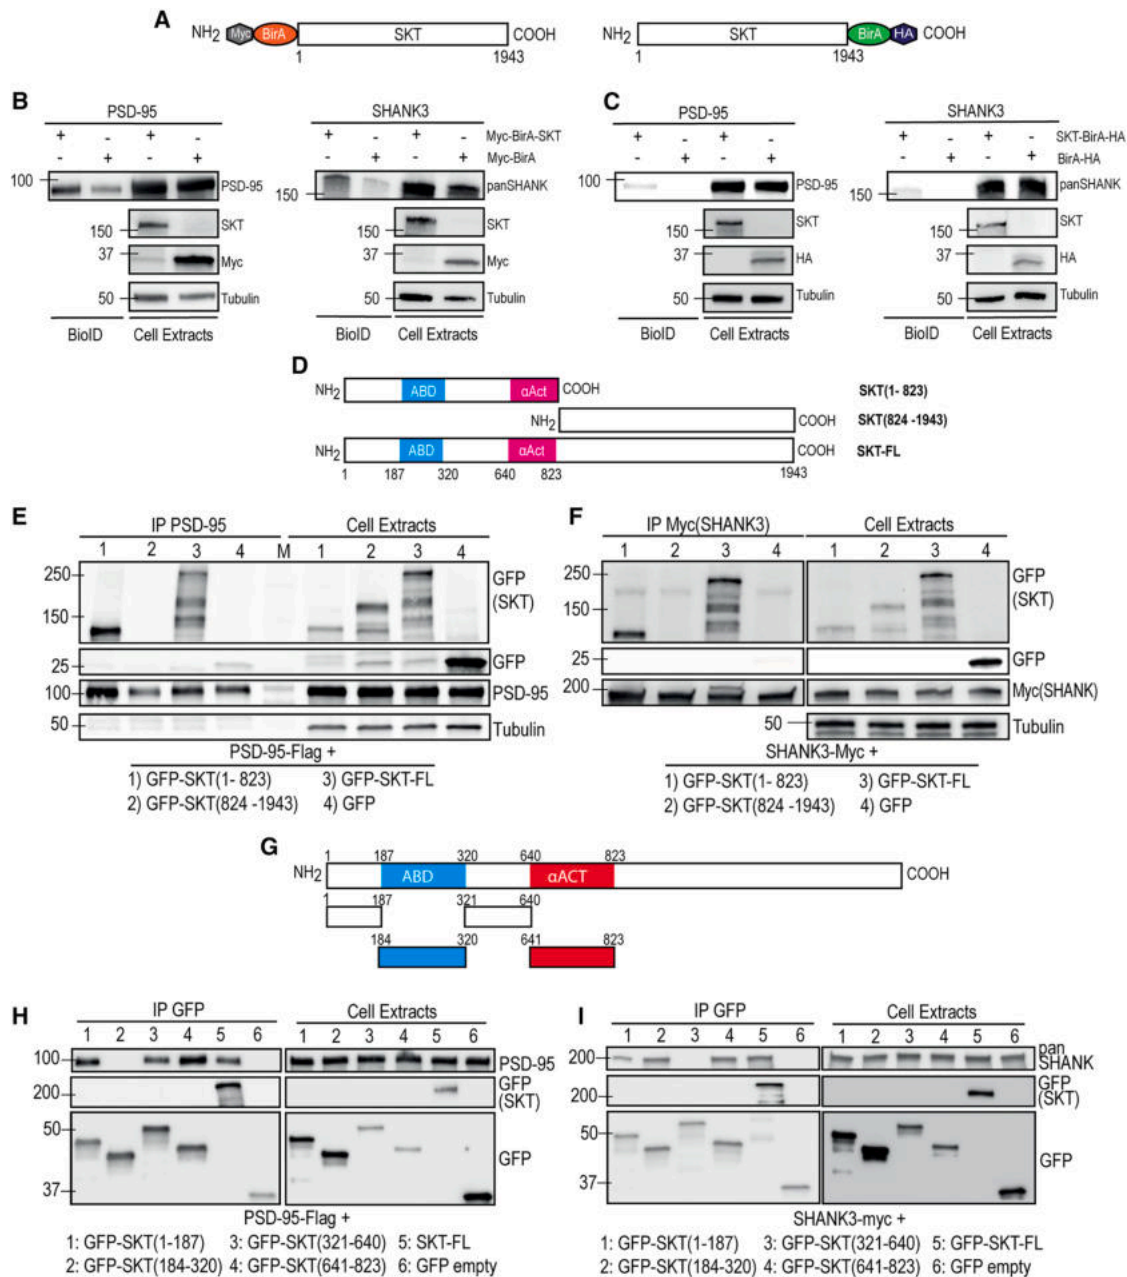 A
NH2 Myc BirA SKT COOH
1 1943
NH2 SKT BirA HA COOH
1 1943
B
PSD-95
+ - + -
- + - +
100 PSD-95
150 SKT
37 Myc
50 Tubulin
BioID Cell Extracts
SHANK3
+ - + - Myc-BirA-SKT
- + - + Myc-BirA
150 panSHANK
150 SKT
37 Myc
50 Tubulin
BioID Cell Extracts
C
PSD-95
+ - + -
- + - +
100 PSD-95
150 SKT
37 HA
50 Tubulin
BioID Cell Extracts
SHANK3
+ - + - SKT-BirA-HA
- + - + BirA-HA
150 panSHANK
150 SKT
37 HA
50 Tubulin
BioID Cell Extracts
D
NH2 ABD αAct COOH SKT(1- 823)
NH2 COOH SKT(824 -1943)
NH2 ABD αAct COOH SKT-FL
1 187 320 640 823 1943
E
IP PSD-95 Cell Extracts
1 2 3 4 M 1 2 3 4
250 GFP
(SKT)
150
25 GFP
100 PSD-95
50 Tubulin
PSD-95-Flag +
1) GFP-SKT(1- 823) 3) GFP-SKT-FL
2) GFP-SKT(824 -1943) 4) GFP
F
IP Myc(SHANK3) Cell Extracts
1 2 3 4 1 2 3 4
250 GFP
(SKT)
150
25 GFP
200 Myc(SHANK)
50 Tubulin
SHANK3-Myc +
1) GFP-SKT(1- 823) 3) GFP-SKT-FL
2) GFP-SKT(824 -1943) 4) GFP
G
1 187 320 640 823
NH2 ABD αACT COOH
1 187 321 640
184 320 641 823
H
IP GFP Cell Extracts
1 2 3 4 5 6 1 2 3 4 5 6
100 PSD-95
200 GFP
(SKT)
50
GFP
37
PSD-95-Flag +
1: GFP-SKT(1-187) 3: GFP-SKT(321-640) 5: SKT-FL
2: GFP-SKT(184-320) 4: GFP-SKT(641-823) 6: GFP empty
I
IP GFP Cell Extracts
1 2 3 4 5 6 1 2 3 4 5 6
200 pan
SHANK
200 GFP
(SKT)
50
GFP
37
SHANK3-myc +
1: GFP-SKT(1-187) 3: GFP-SKT(321-640) 5: GFP-SKT-FL
2: GFP-SKT(184-320) 4: GFP-SKT(641-823) 6: GFP empty